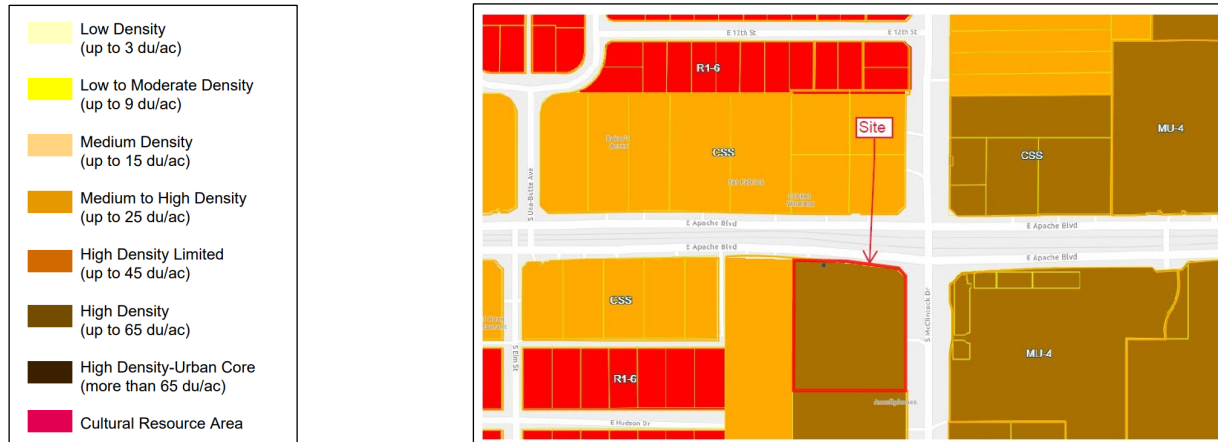 Low Density
(up to 3 du/ac)
Low to Moderate Density
(up to 9 du/ac)
Medium Density
(up to 15 du/ac)
Medium to High Density
(up to 25 du/ac)
High Density Limited
(up to 45 du/ac)
High Density
(up to 65 du/ac)
High Density-Urban Core
(more than 65 du/ac)
Cultural Resource Area
E 12th St
E 12th St
R1-6
Site
MU-4
CSS
CSS
S Una-Botte Ave
E Apache Blvd
E Apache Blvd
E Apache Blvd
E Apache Blvd
CSS
S McClintock Dr
MU-4
S Elm St
R1-6
E Hudson Dr